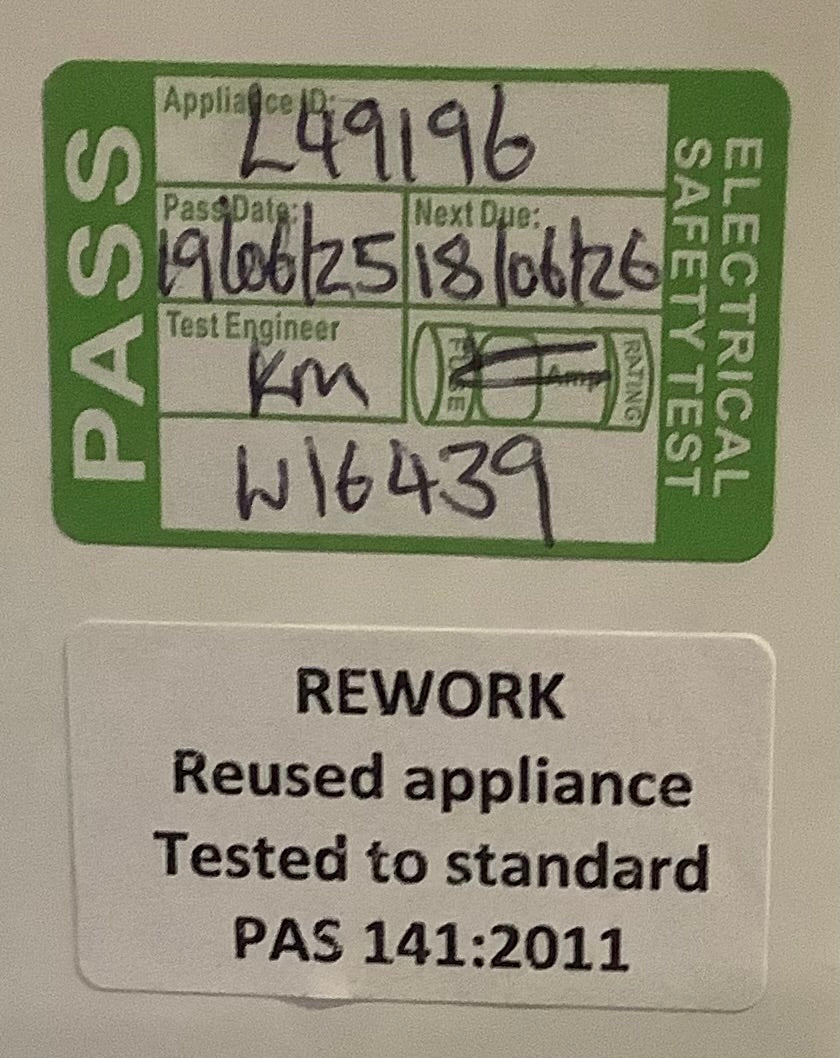 PASS
Appliance ID:
L49196
Pass Date:
Next Due:
19/06/25
18/06/26
Test Engineer
KM
FUSE
Amp
RATING
W16439
ELECTRICAL
SAFETY TEST
REWORK
Reused appliance
Tested to standard
PAS 141:2011